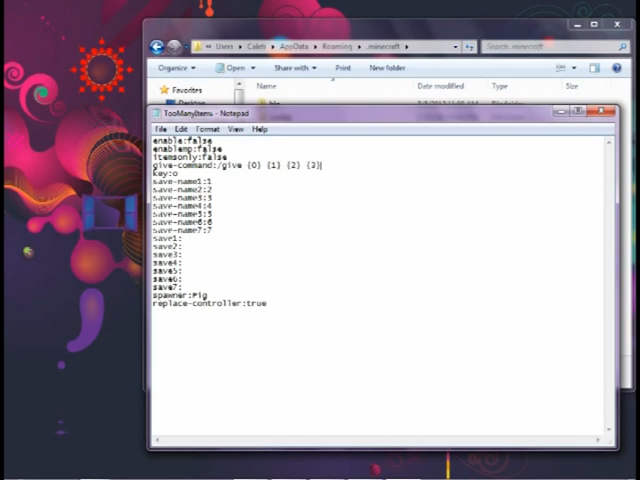 Users ▸ Caleb ▸ AppData ▸ Roaming ▸ .minecraft ▸
Search .minecraft
Organize Open Share with Print New folder
Favorites
Name Date modified Type Size
Desktop
TooManyItems - Notepad
File Edit Format View Help
enable:false
enablemp:false
itemsonly:false
give-command:/give {0} {1} {2} {3}
key:o
save-name1:1
save-name2:2
save-name3:3
save-name4:4
save-name5:5
save-name6:6
save-name7:7
save1:
save2:
save3:
save4:
save5:
save6:
save7:
spawner:Pig
replace-controller:true